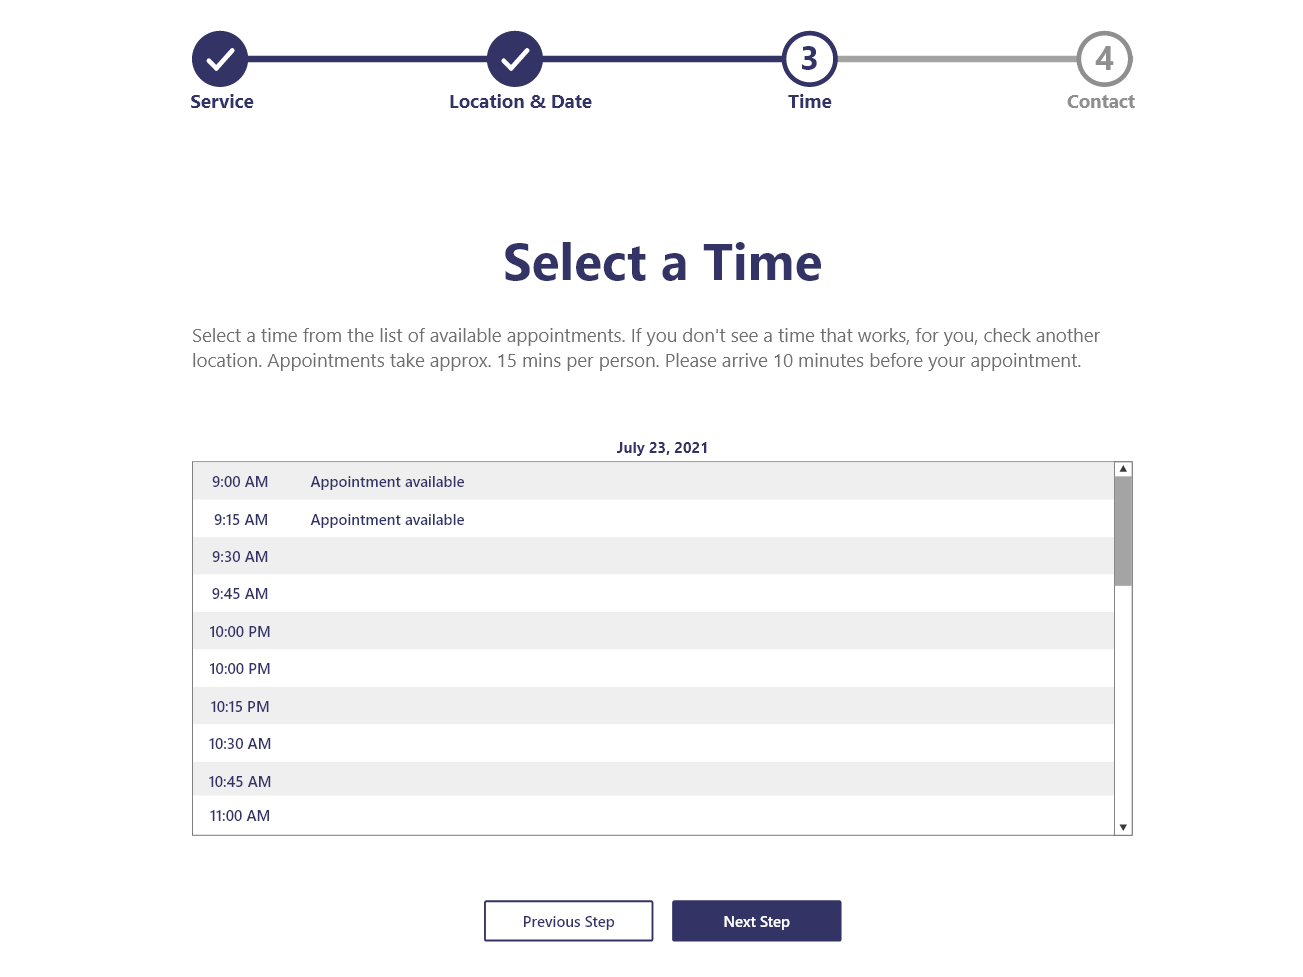 3
4
Service
Location & Date
Time
Contact
Select a Time
Select a time from the list of available appointments. If you don't see a time that works, for you, check another
location. Appointments take approx. 15 mins per person. Please arrive 10 minutes before your appointment.
July 23, 2021
9:00 AM Appointment available
9:15 AM Appointment available
9:30 AM
9:45 AM
10:00 PM
10:00 PM
10:15 PM
10:30 AM
10:45 AM
11:00 AM
Previous Step
Next Step